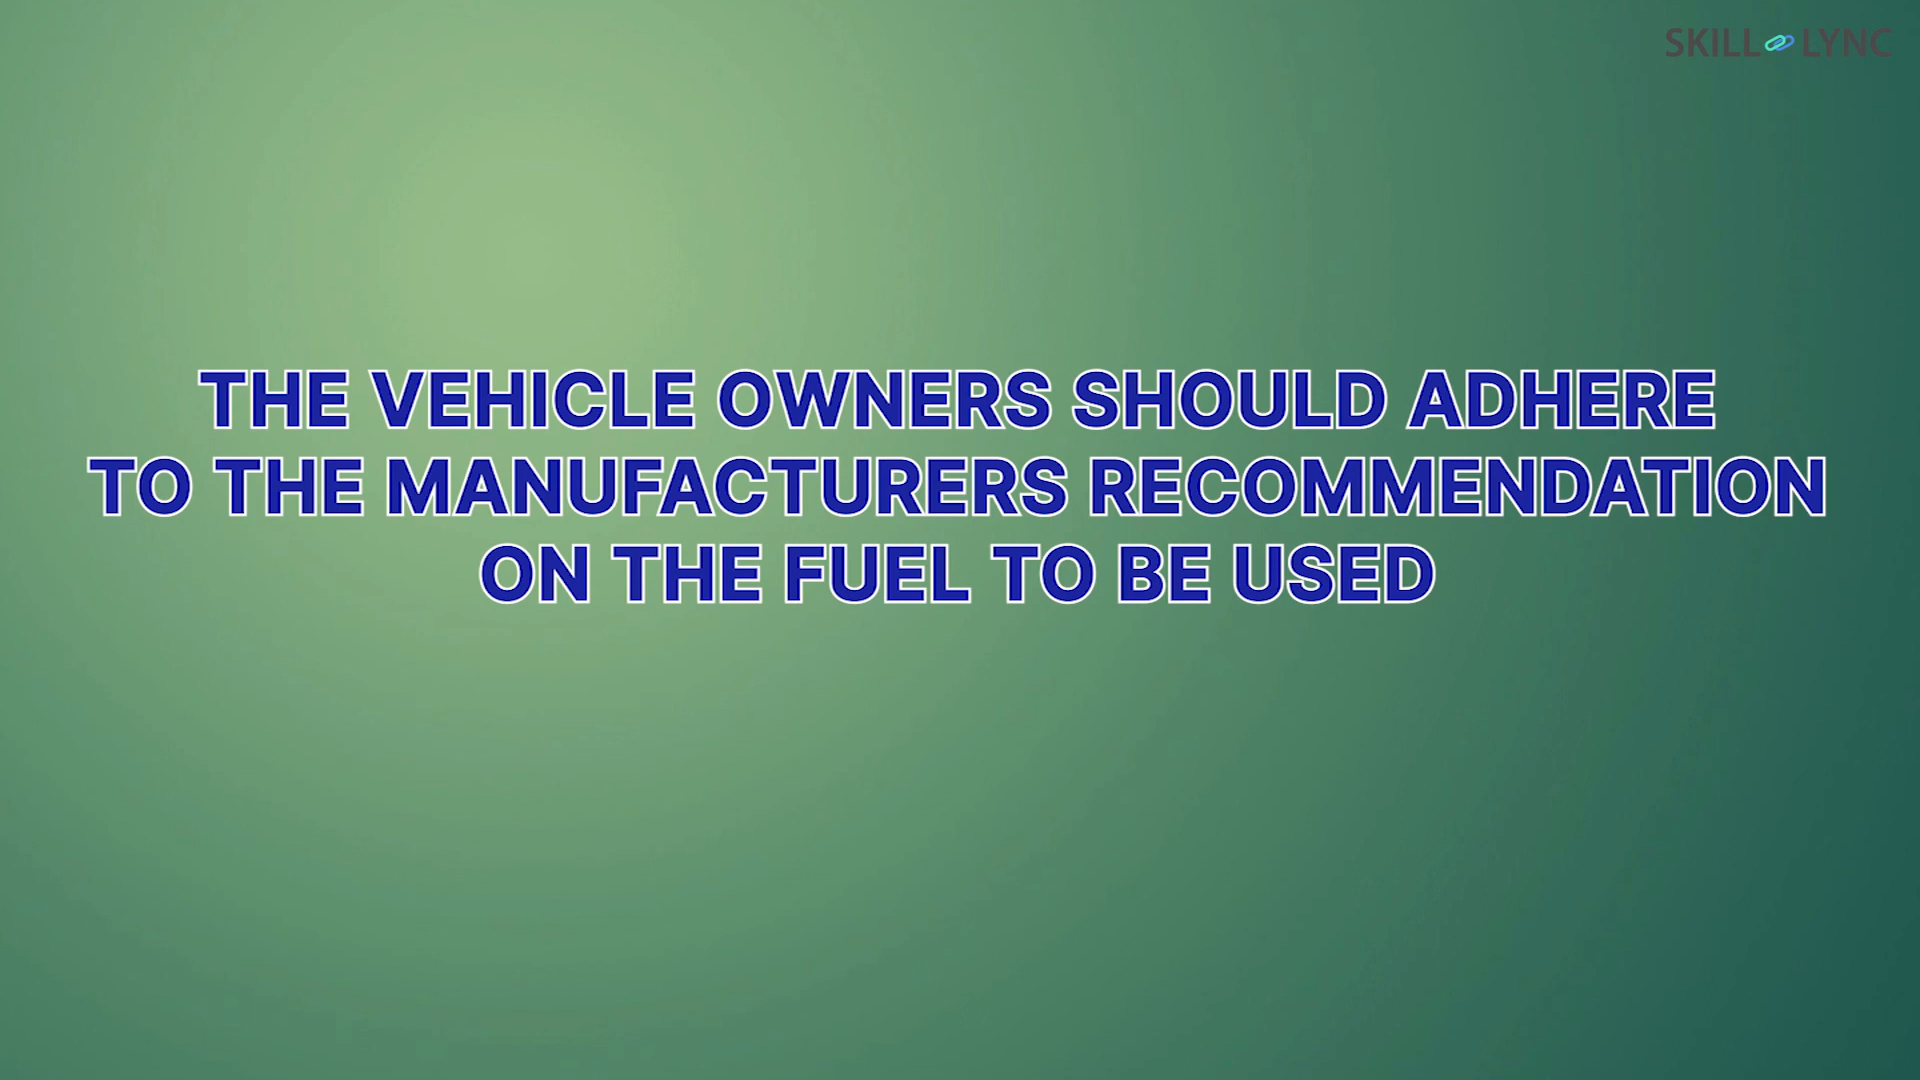 SKILL LYNC
THE VEHICLE OWNERS SHOULD ADHERE
TO THE MANUFACTURERS RECOMMENDATION
ON THE FUEL TO BE USED